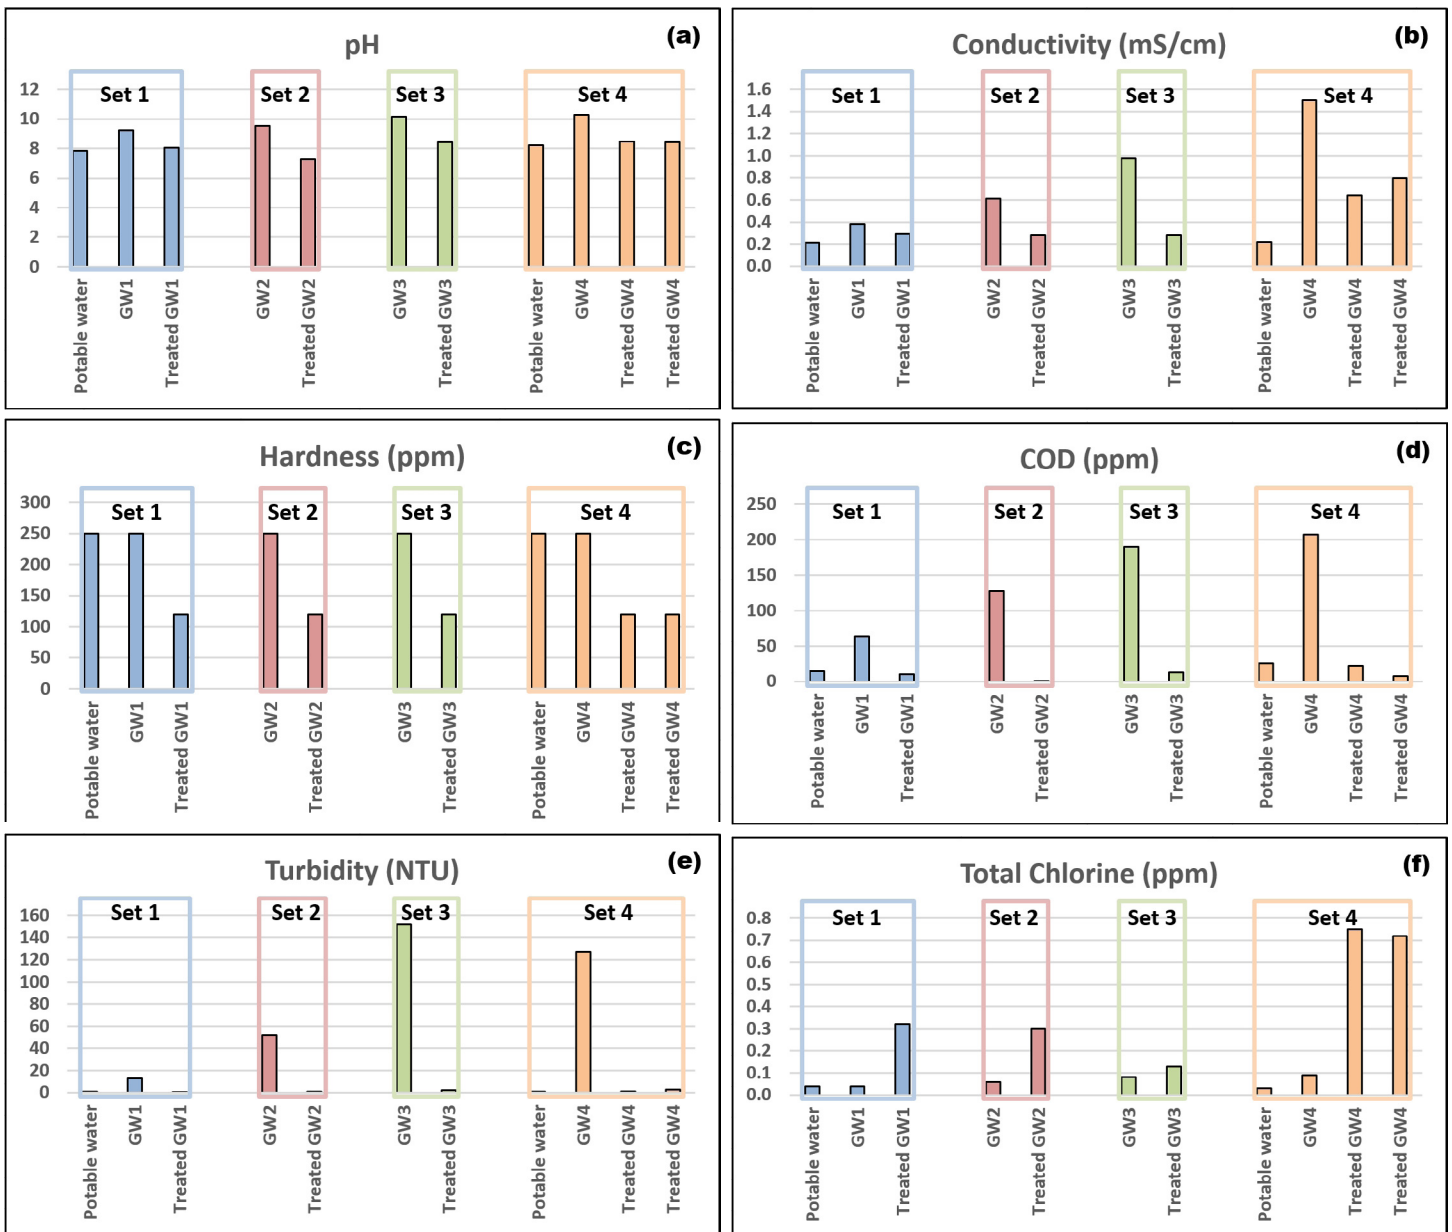 pH
(a)
Set 1
Set 2
Set 3
Set 4
12
10
8
6
4
2
0
Potable water
GW1
Treated GW1
GW2
Treated GW2
GW3
Treated GW3
Potable water
GW4
Treated GW4
Treated GW4
Conductivity (mS/cm)
(b)
Set 1
Set 2
Set 3
Set 4
1.6
1.4
1.2
1.0
0.8
0.6
0.4
0.2
0.0
Potable water
GW1
Treated GW1
GW2
Treated GW2
GW3
Treated GW3
Potable water
GW4
Treated GW4
Treated GW4
Hardness (ppm)
(c)
Set 1
Set 2
Set 3
Set 4
300
250
200
150
100
50
0
Potable water
GW1
Treated GW1
GW2
Treated GW2
GW3
Treated GW3
Potable water
GW4
Treated GW4
Treated GW4
COD (ppm)
(d)
Set 1
Set 2
Set 3
Set 4
250
200
150
100
50
0
Potable water
GW1
Treated GW1
GW2
Treated GW2
GW3
Treated GW3
Potable water
GW4
Treated GW4
Treated GW4
Turbidity (NTU)
(e)
Set 1
Set 2
Set 3
Set 4
160
140
120
100
80
60
40
20
0
Potable water
GW1
Treated GW1
GW2
Treated GW2
GW3
Treated GW3
Potable water
GW4
Treated GW4
Treated GW4
Total Chlorine (ppm)
(f)
Set 1
Set 2
Set 3
Set 4
0.8
0.7
0.6
0.5
0.4
0.3
0.2
0.1
0.0
Potable water
GW1
Treated GW1
GW2
Treated GW2
GW3
Treated GW3
Potable water
GW4
Treated GW4
Treated GW4